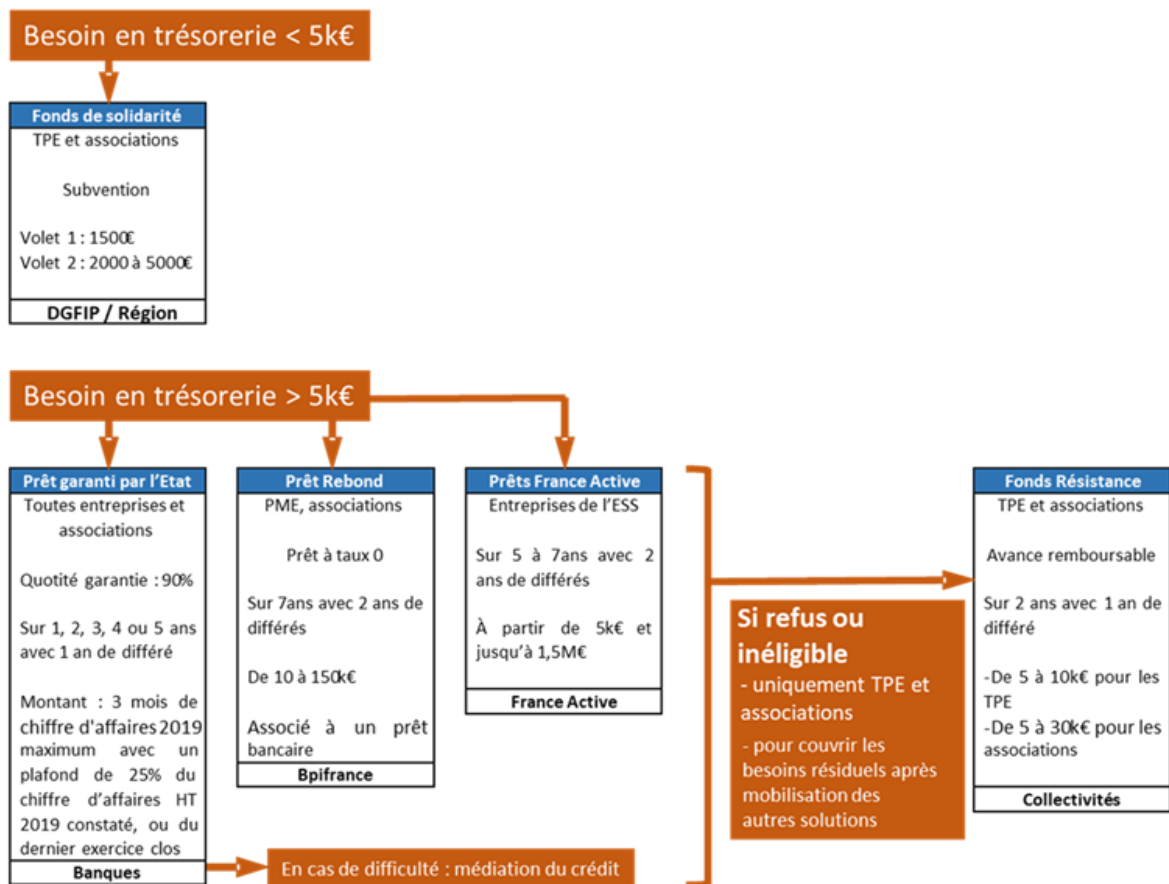 Besoin en trésorerie < 5k€
Fonds de solidarité
TPE et associations
Subvention
Volet 1 : 1500€
Volet 2 : 2000 à 5000€
DGFIP / Région
Besoin en trésorerie > 5k€
Prêt garanti par l'Etat
Toutes entreprises et
associations
Quotité garantie : 90%
Sur 1, 2, 3, 4 ou 5 ans
avec 1 an de différé
Montant : 3 mois de
chiffre d'affaires 2019
maximum avec un
plafond de 25% du
chiffre d'affaires HT
2019 constaté, ou du
dernier exercice clos
Banques
Prêt Rebond
PME, associations
Prêt à taux 0
Sur 7ans avec 2 ans de
différés
De 10 à 150k€
Associé à un prêt
bancaire
Bpifrance
Prêts France Active
Entreprises de l'ESS
Sur 5 à 7ans avec 2
ans de différés
À partir de 5k€ et
jusqu'à 1,5M€
France Active
Si refus ou
inéligible
- uniquement TPE et
associations
- pour couvrir les
besoins résiduels après
mobilisation des
autres solutions
Fonds Résistance
TPE et associations
Avance remboursable
Sur 2 ans avec 1 an de
différé
-De 5 à 10k€ pour les
TPE
-De 5 à 30k€ pour les
associations
Collectivités
En cas de difficulté : médiation du crédit